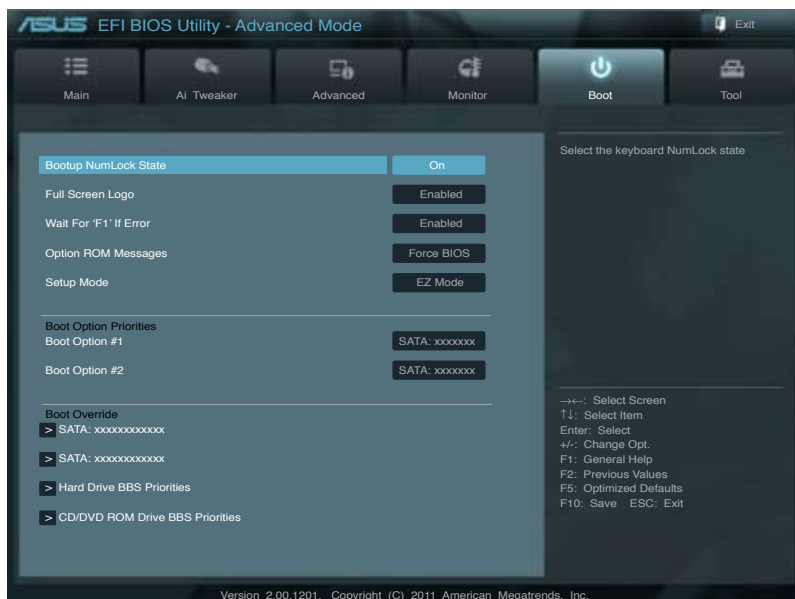 ASUS EFI BIOS Utility - Advanced Mode
Exit
Main
Ai Tweaker
Advanced
Monitor
Boot
Tool
Bootup NumLock State On
Full Screen Logo Enabled
Wait For ‘F1’ If Error Enabled
Option ROM Messages Force BIOS
Setup Mode EZ Mode
Boot Option Priorities
Boot Option #1 SATA: xxxxxxx
Boot Option #2 SATA: xxxxxxx
Boot Override
> SATA: xxxxxxxxxxxx
> SATA: xxxxxxxxxxxx
> Hard Drive BBS Priorities
> CD/DVD ROM Drive BBS Priorities
Select the keyboard NumLock state
→←: Select Screen
↑↓: Select Item
Enter: Select
+/-: Change Opt.
F1: General Help
F2: Previous Values
F5: Optimized Defaults
F10: Save ESC: Exit
Version 2.00.1201. Copyright (C) 2011 American Megatrends, Inc.